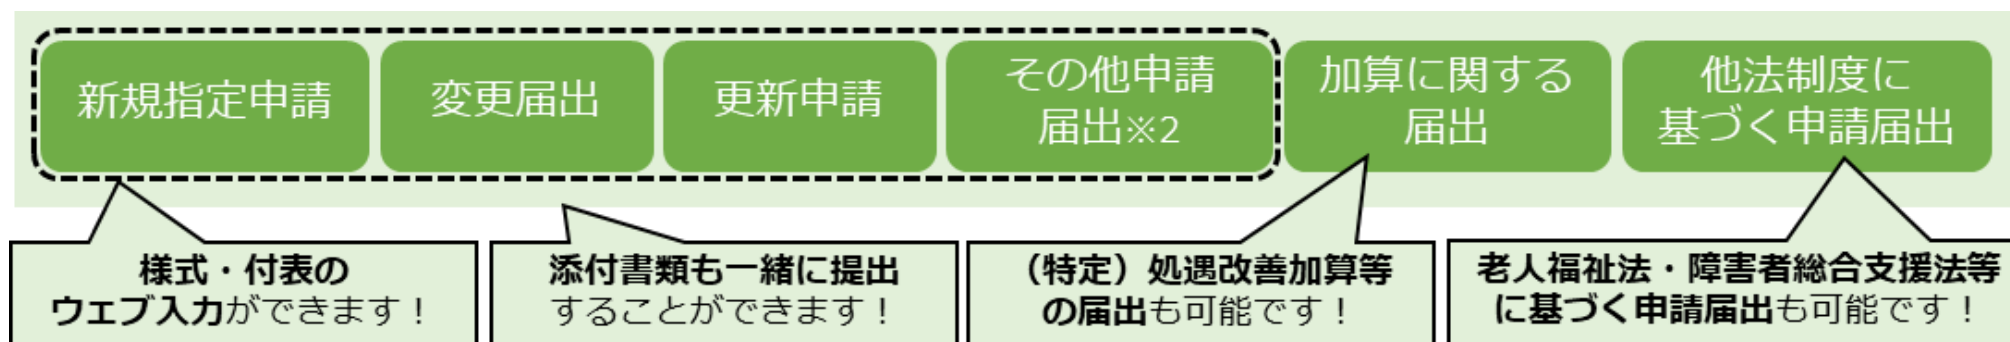 新規指定申請
変更届出
更新申請
その他申請
届出※2
加算に関する
届出
他法制度に
基づく申請届出
様式・付表の
ウェブ入力ができます！
添付書類も一緒に提出
することができます！
（特定）処遇改善加算等
の届出も可能です！
老人福祉法・障害者総合支援法等
に基づく申請届出も可能です！